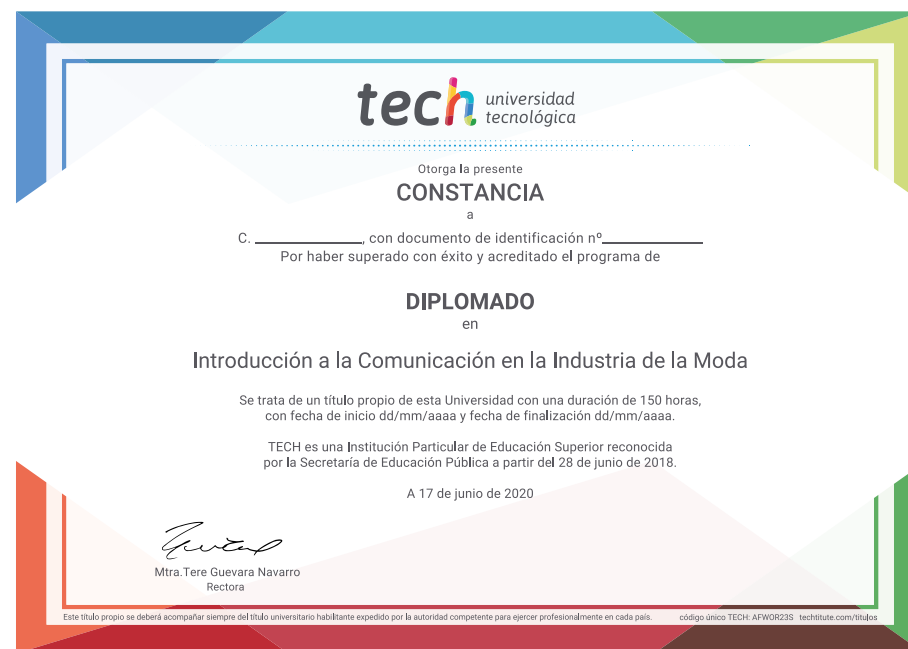 tech universidad
tecnológica
Otorga la presente
CONSTANCIA
a
C. ____________, con documento de identificación nº____________
Por haber superado con éxito y acreditado el programa de
DIPLOMADO
en
Introducción a la Comunicación en la Industria de la Moda
Se trata de un título propio de esta Universidad con una duración de 150 horas,
con fecha de inicio dd/mm/aaaa y fecha de finalización dd/mm/aaaa.
TECH es una Institución Particular de Educación Superior reconocida
por la Secretaría de Educación Pública a partir del 28 de junio de 2018.
A 17 de junio de 2020
Mtra.Tere Guevara Navarro
Rectora
Este título propio se deberá acompañar siempre del título universitario habilitante expedido por la autoridad competente para ejercer profesionalmente en cada país. código único TECH: AFWOR23S techtitute.com/titulos